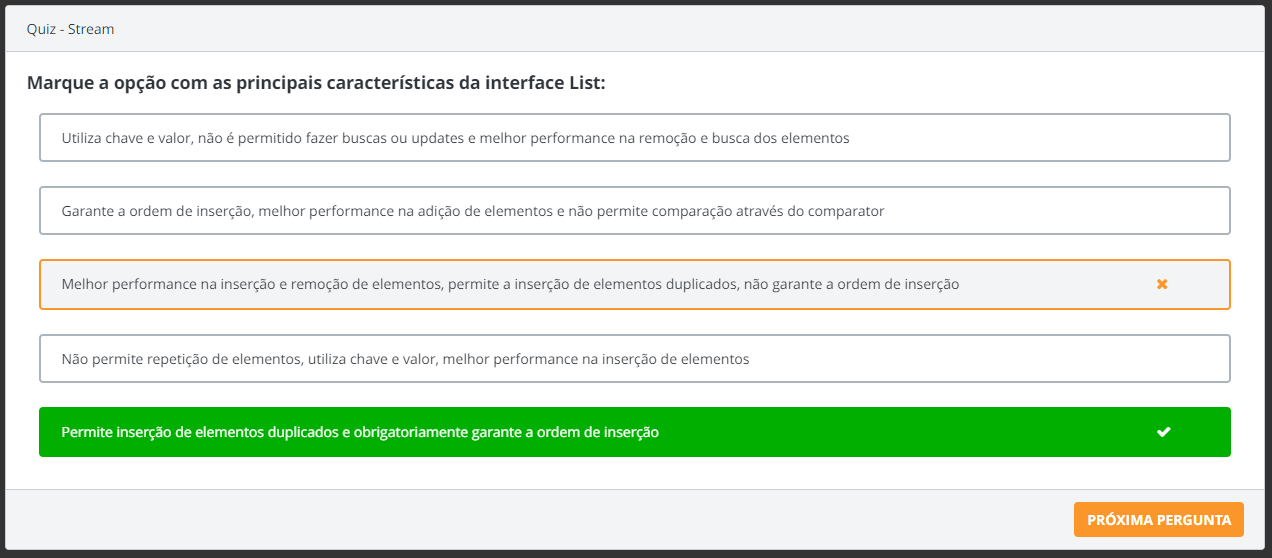 Quiz - Stream
Marque a opção com as principais características da interface List:
Utiliza chave e valor, não é permitido fazer buscas ou updates e melhor performance na remoção e busca dos elementos
Garante a ordem de inserção, melhor performance na adição de elementos e não permite comparação através do comparator
Melhor performance na inserção e remoção de elementos, permite a inserção de elementos duplicados, não garante a ordem de inserção
Não permite repetição de elementos, utiliza chave e valor, melhor performance na inserção de elementos
Permite inserção de elementos duplicados e obrigatoriamente garante a ordem de inserção
PRÓXIMA PERGUNTA